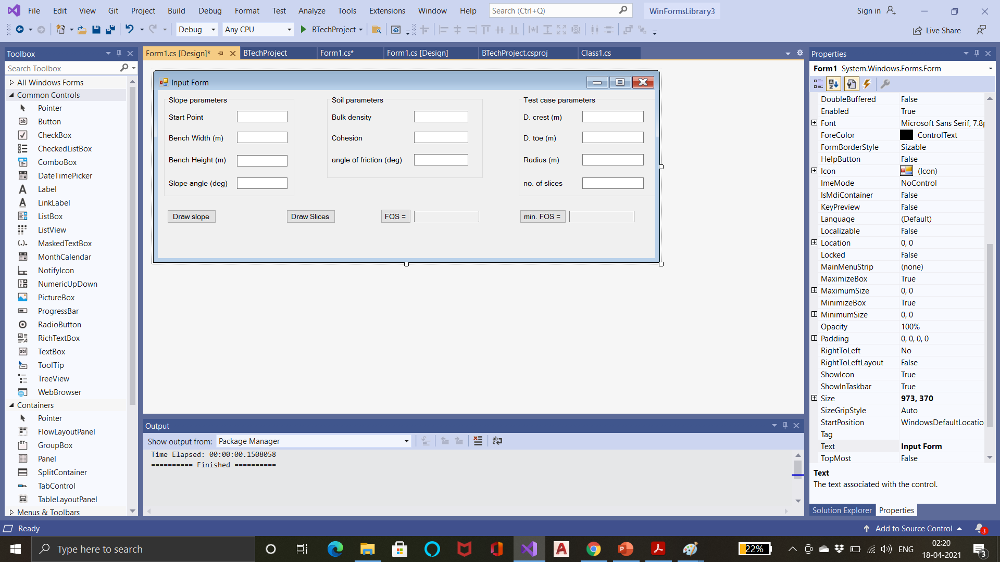 File Edit View Git Project Build Debug Format Test Analyze Tools Extensions Window Help Search (Ctrl+Q) WinFormsLibrary3 Sign in
Debug Any CPU BTechProject Live Share
Toolbox
Search Toolbox
All Windows Forms
Common Controls
Pointer
Button
CheckBox
CheckedListBox
ComboBox
DateTimePicker
Label
LinkLabel
ListBox
ListView
MaskedTextBox
MonthCalendar
NotifyIcon
NumericUpDown
PictureBox
ProgressBar
RadioButton
RichTextBox
TextBox
ToolTip
TreeView
WebBrowser
Containers
Pointer
FlowLayoutPanel
GroupBox
Panel
SplitContainer
TabControl
TableLayoutPanel
Menus & Toolbars
Form1.cs [Design]* BTechProject Form1.cs* Form1.cs [Design] BTechProject.csproj Class1.cs
Input Form
Slope parameters
Start Point
Bench Width (m)
Bench Height (m)
Slope angle (deg)
Soil parameters
Bulk density
Cohesion
angle of friction (deg)
Test case parameters
D. crest (m)
D. toe (m)
Radius (m)
no. of slices
Draw slope Draw Slices FOS = min. FOS =
Output
Show output from: Package Manager
Time Elapsed: 00:00:00.1508058
========== Finished ==========
Properties
Form1 System.Windows.Forms.Form
DoubleBuffered False
Enabled True
Font Microsoft Sans Serif, 7.8p
ForeColor ControlText
FormBorderStyle Sizable
HelpButton False
Icon (Icon)
ImeMode NoControl
IsMdiContainer False
KeyPreview False
Language (Default)
Localizable False
Location 0, 0
Locked False
MainMenuStrip (none)
MaximizeBox True
MaximumSize 0, 0
MinimizeBox True
MinimumSize 0, 0
Opacity 100%
Padding 0, 0, 0, 0
RightToLeft No
RightToLeftLayout False
ShowIcon True
ShowInTaskbar True
Size 973, 370
SizeGripStyle Auto
StartPosition WindowsDefaultLocatio
Tag
Text Input Form
TopMost False
Text
The text associated with the control.
Solution Explorer Properties
Ready Add to Source Control 3
Type here to search 22% ENG 02:20
18-04-2021 3